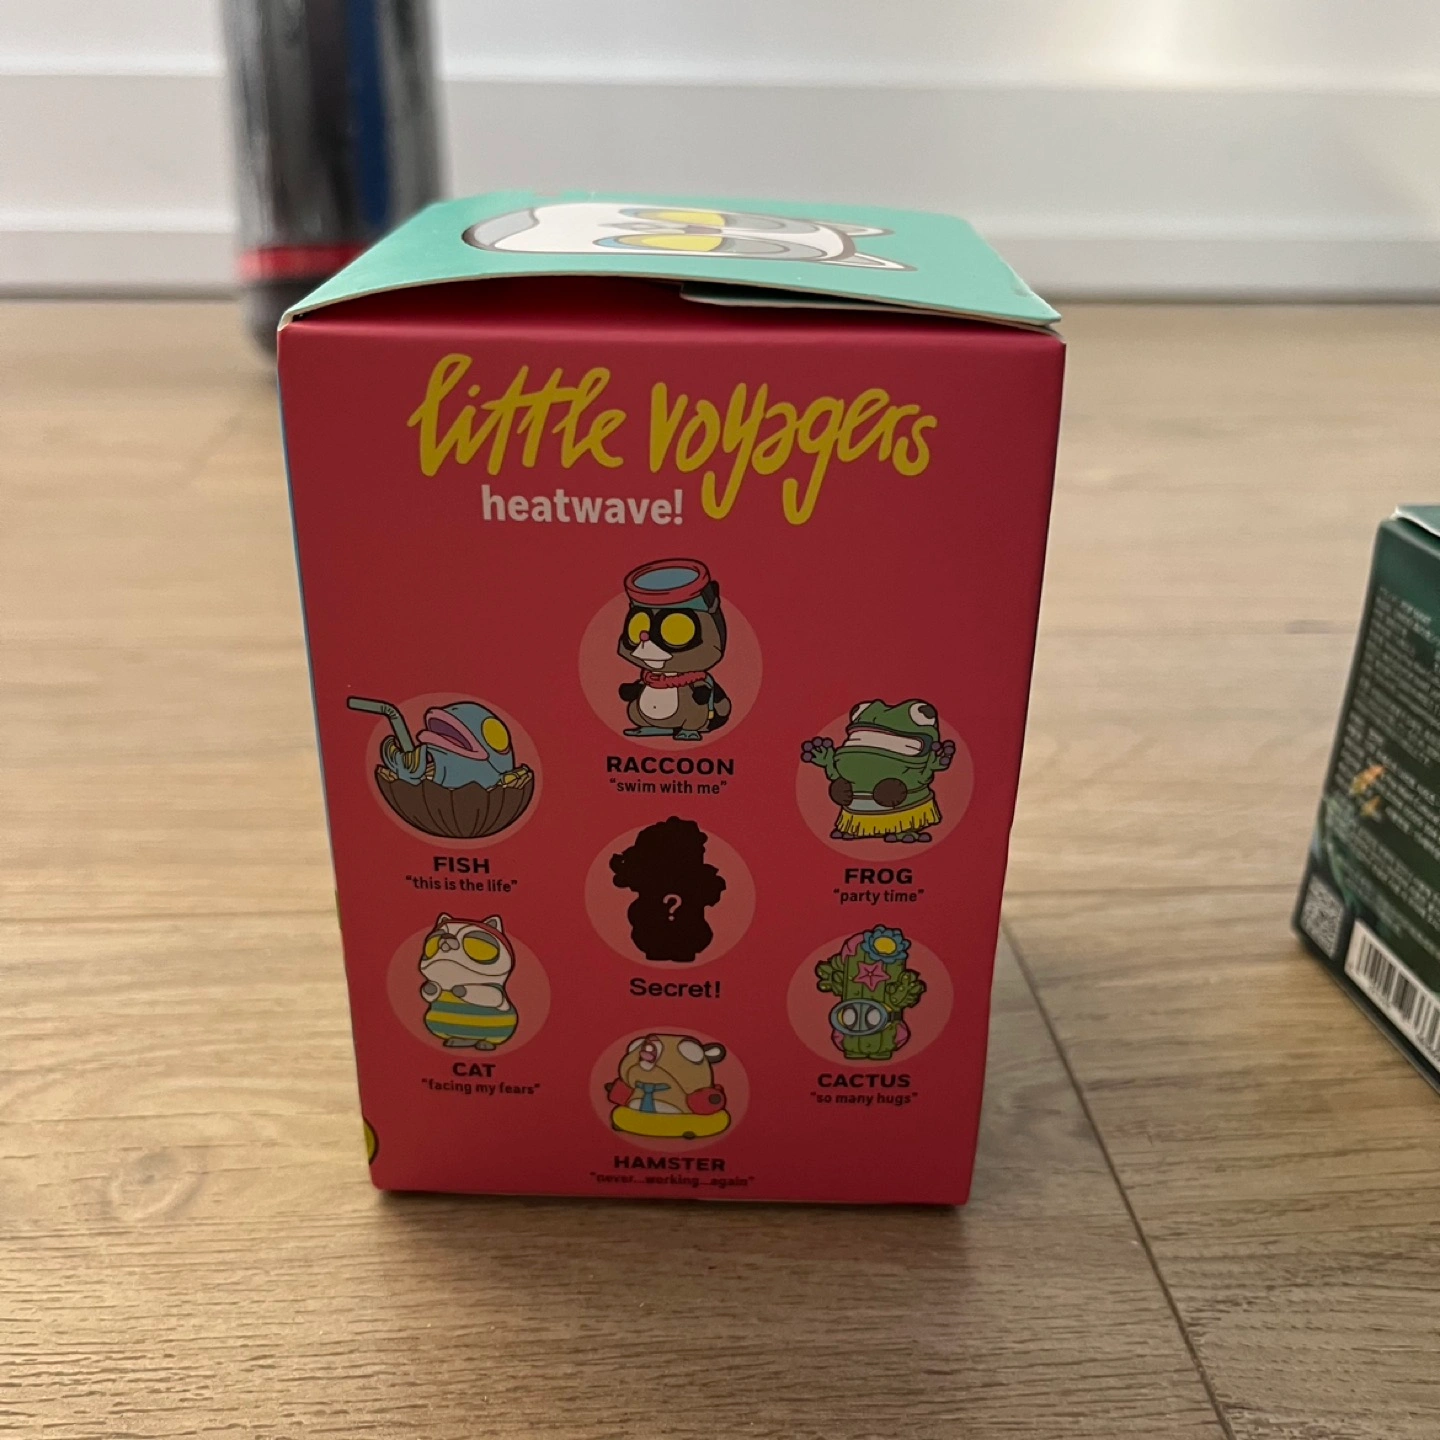 little voyagers
heatwave!
RACCOON
"swim with me"
FISH
"this is the life"
FROG
"party time"
?
Secret!
CAT
"facing my fears"
CACTUS
"so many hugs"
HAMSTER
"never...working...again"